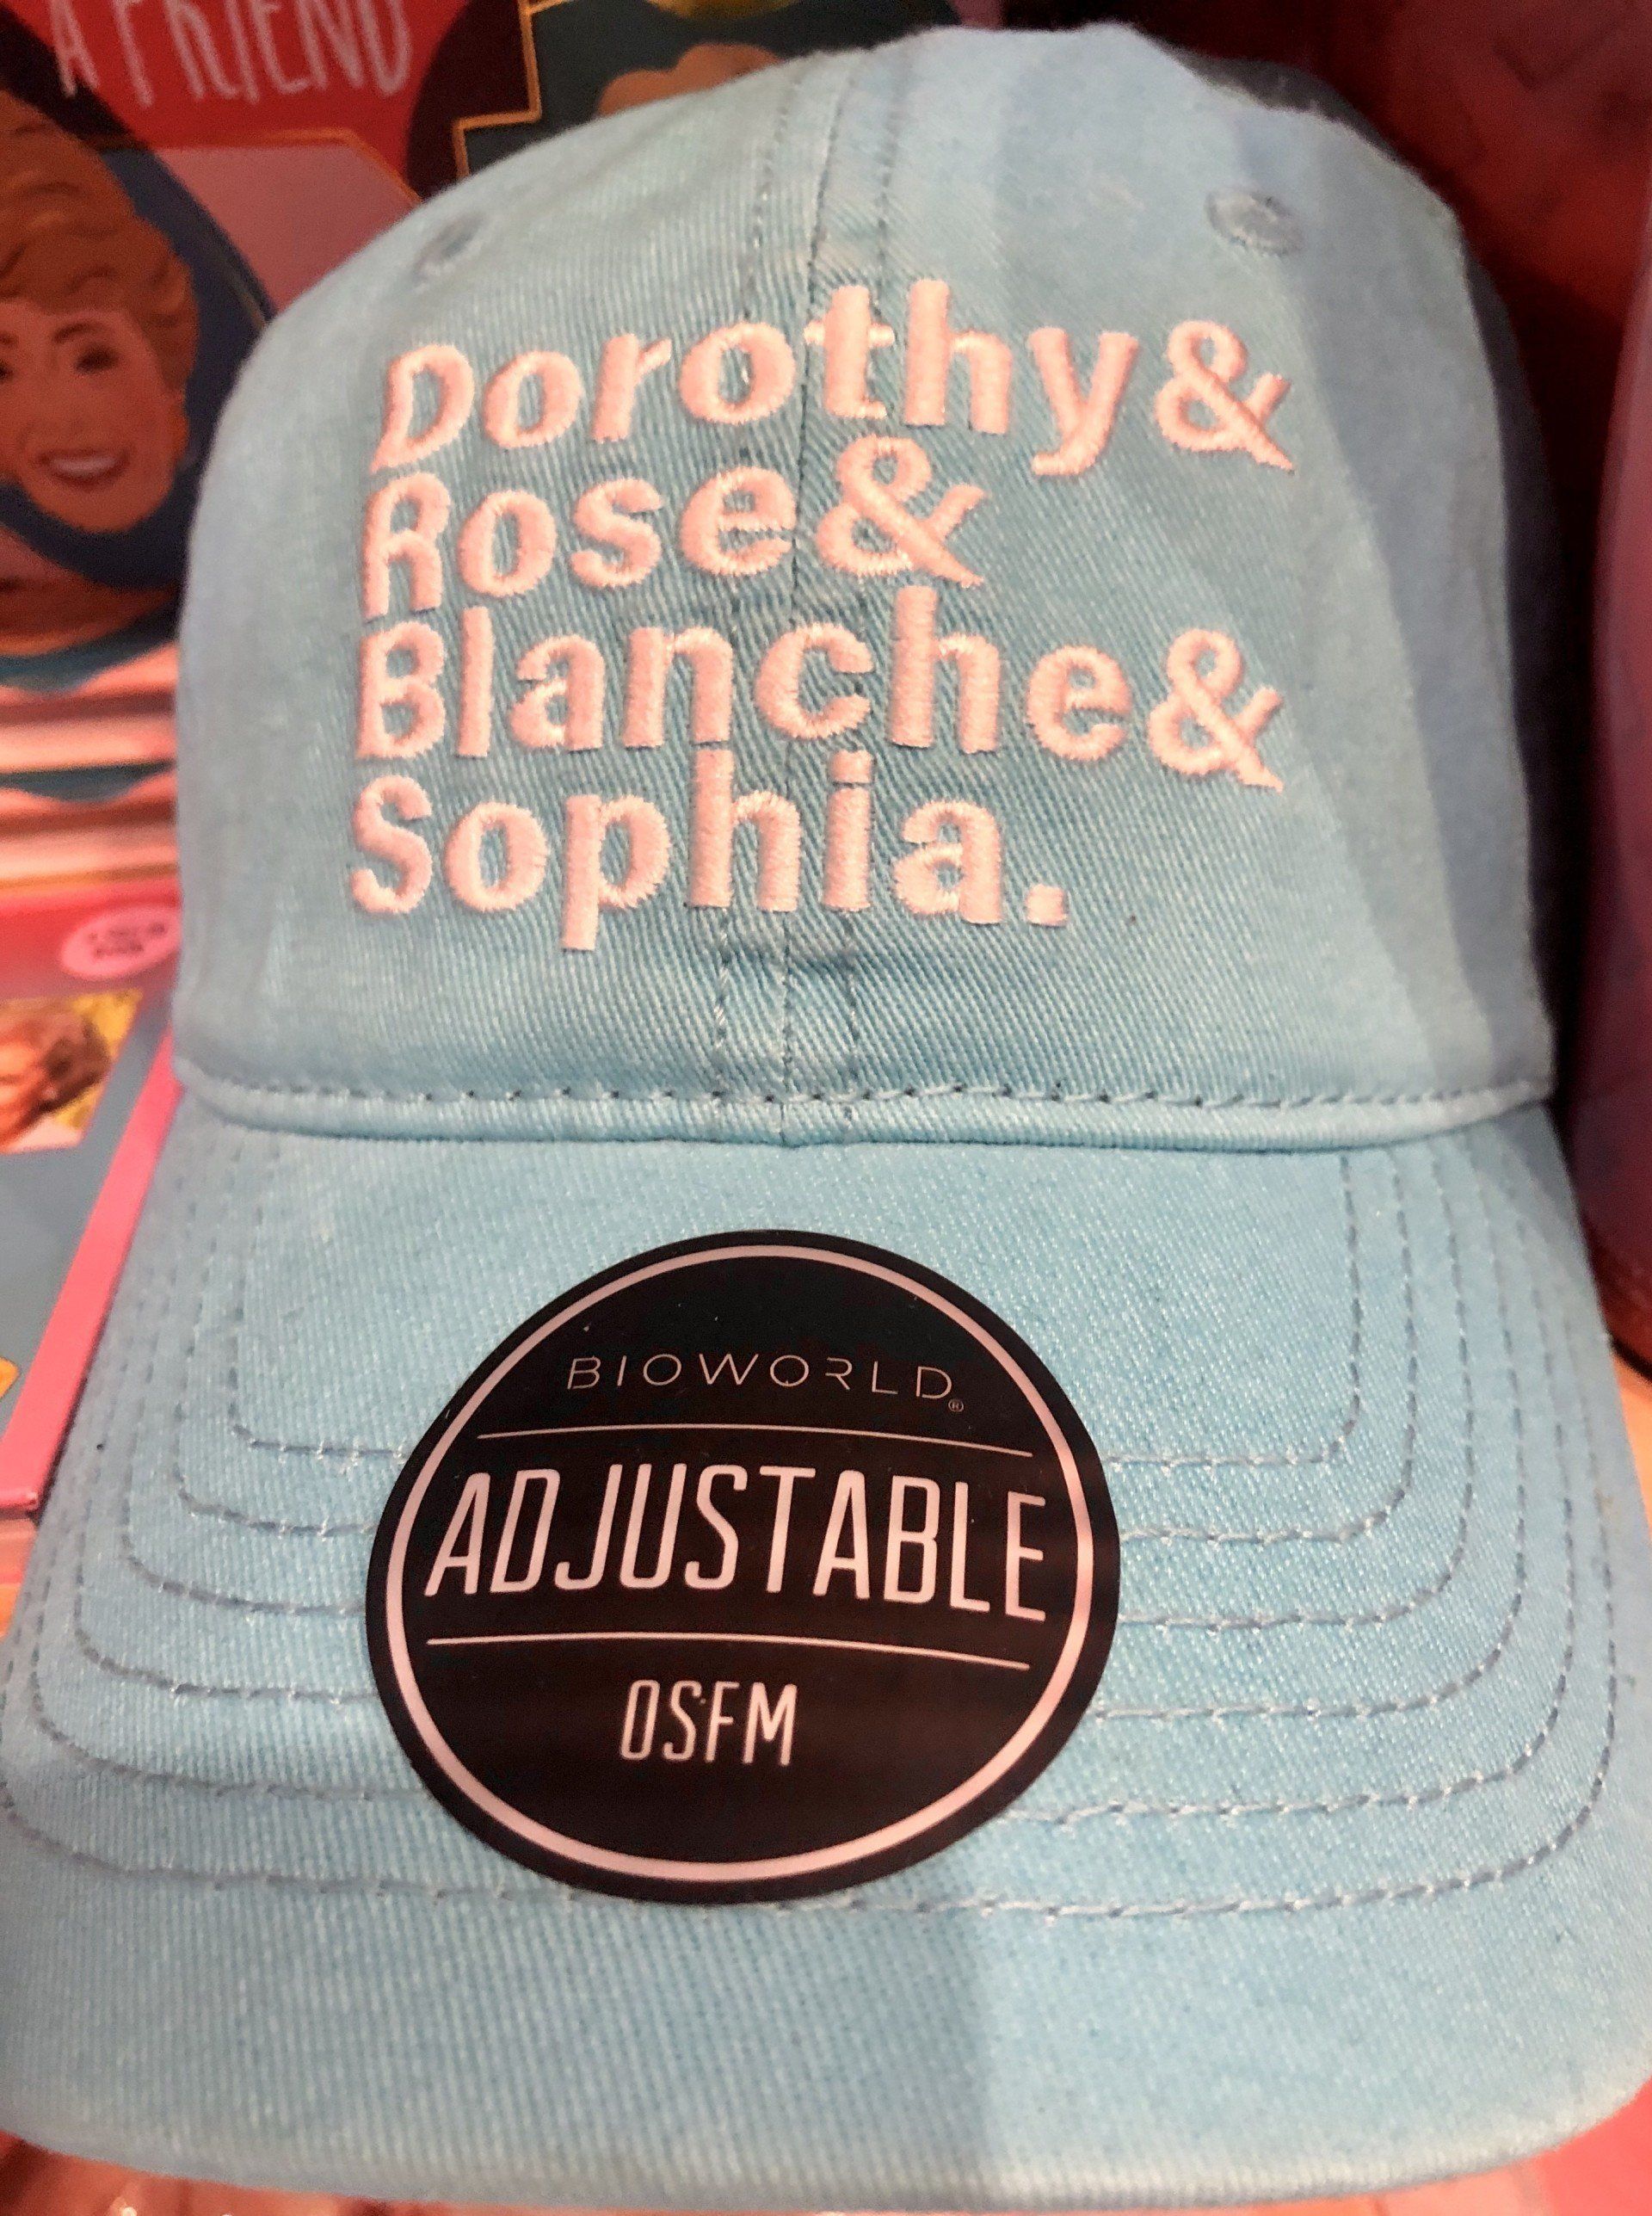 A FRIEND
Dorothy&
Rose&
Blanche&
Sophia.
BIOWORLD®
ADJUSTABLE
OSFM